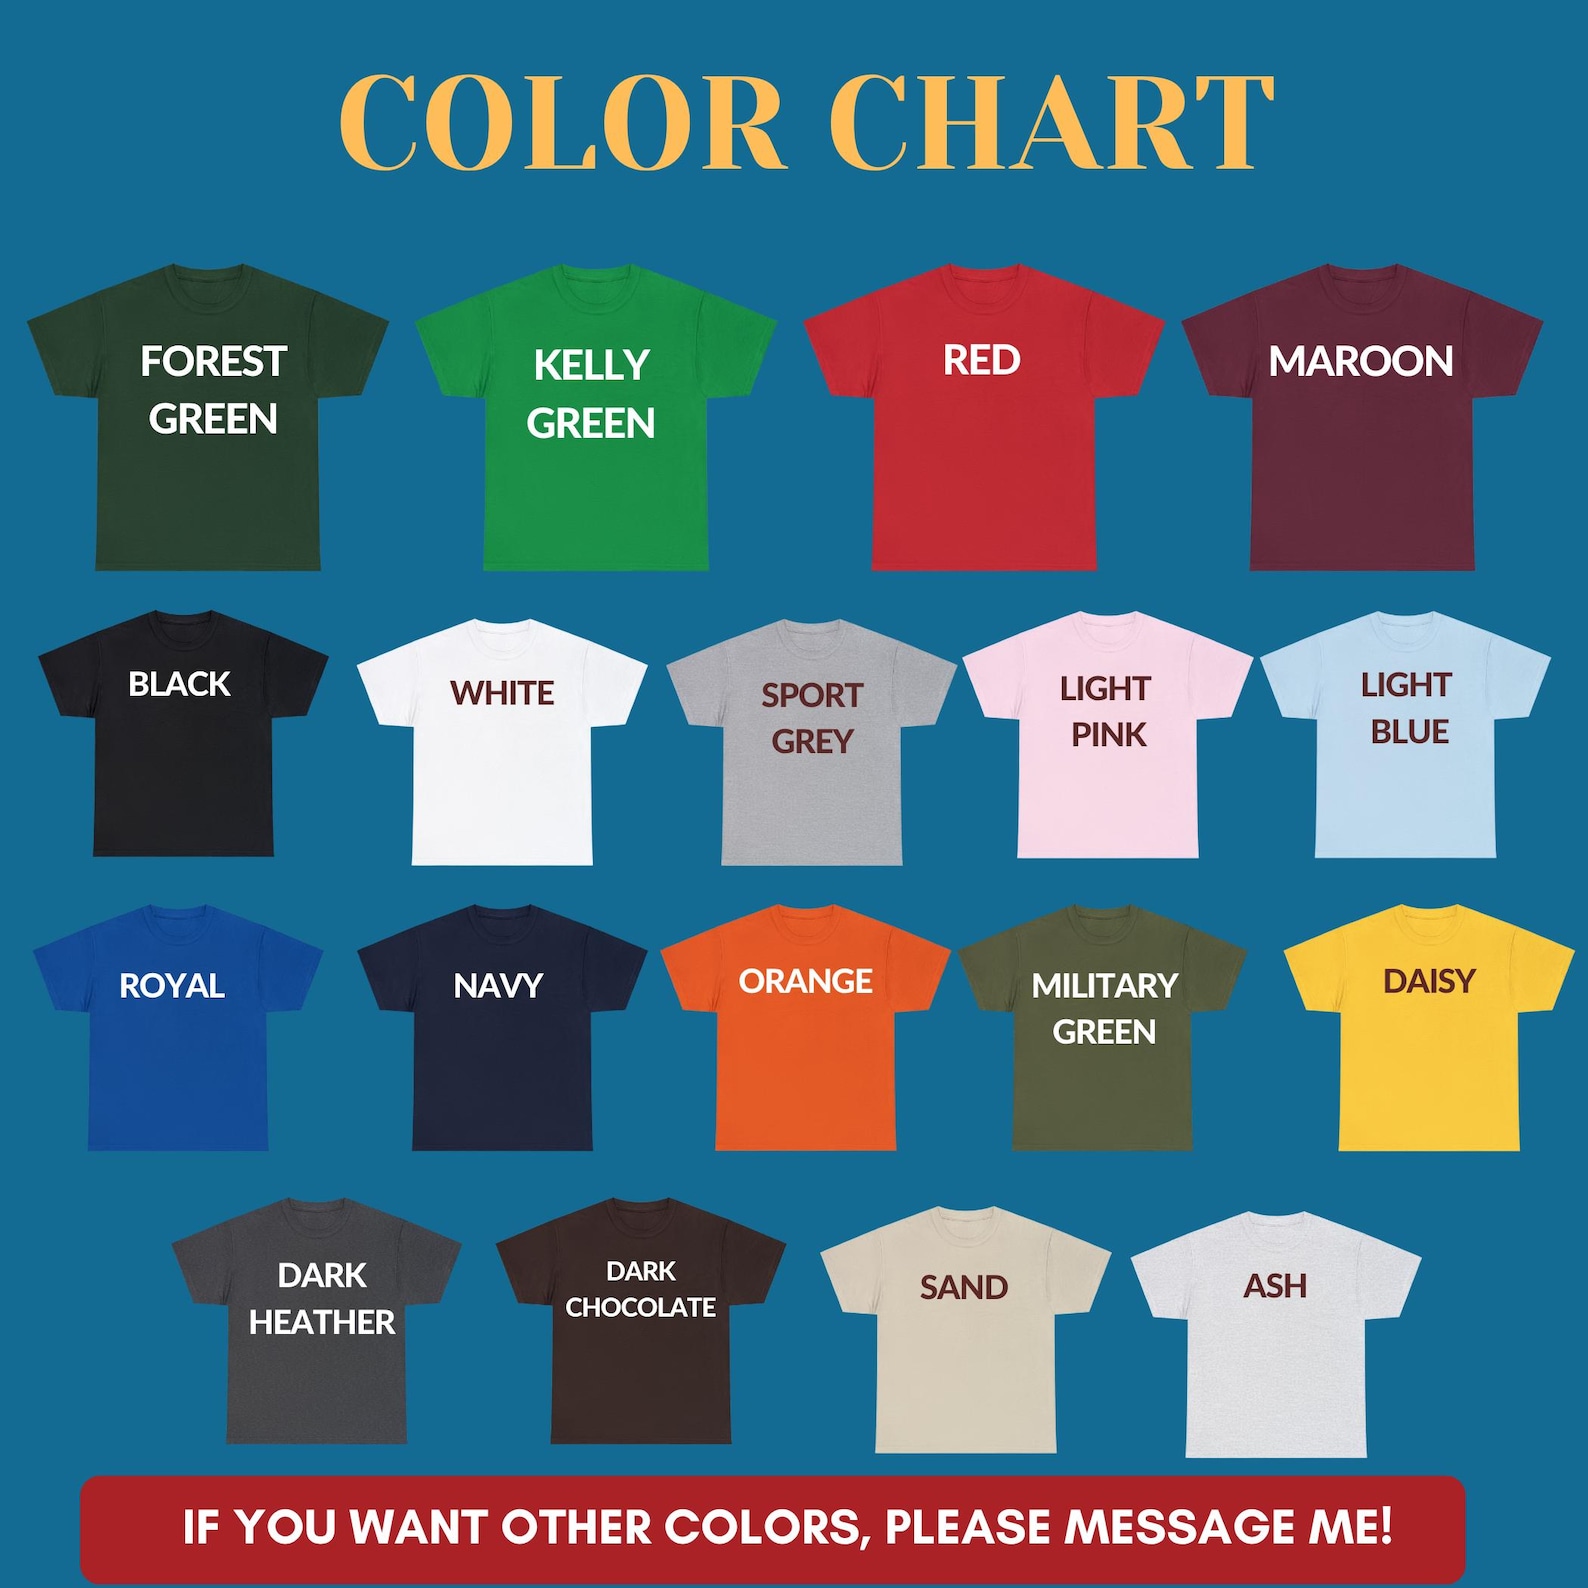 COLOR CHART
FOREST
GREEN
KELLY
GREEN
RED
MAROON
BLACK
WHITE
SPORT
GREY
LIGHT
PINK
LIGHT
BLUE
ROYAL
NAVY
ORANGE
MILITARY
GREEN
DAISY
DARK
HEATHER
DARK
CHOCOLATE
SAND
ASH
IF YOU WANT OTHER COLORS, PLEASE MESSAGE ME!